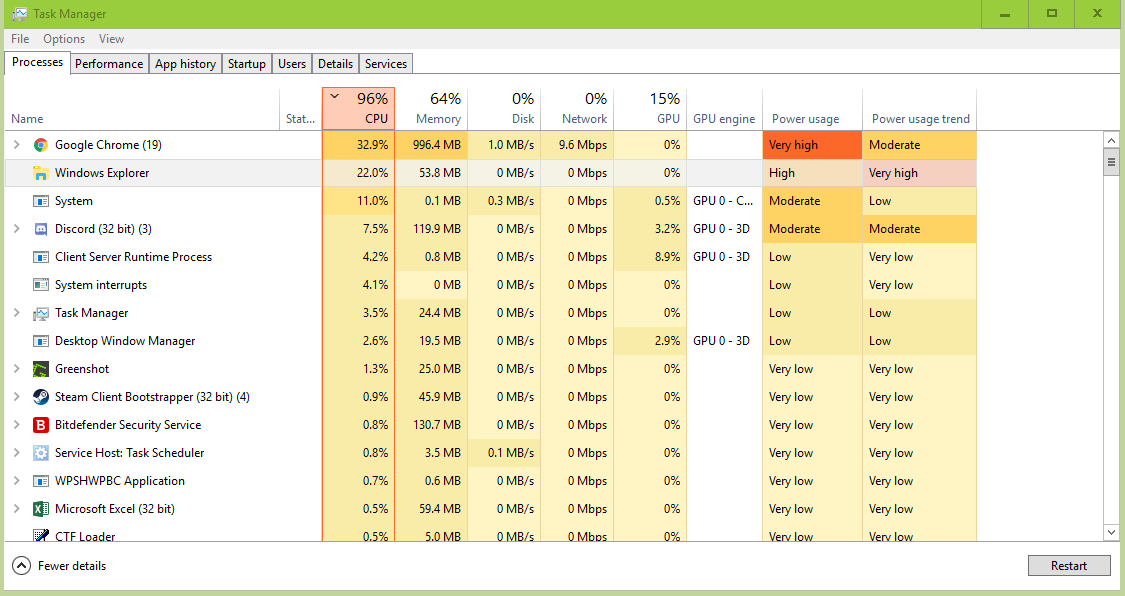 Task Manager
File Options View
Processes Performance App history Startup Users Details Services
96% 64% 0% 0% 15%
Name Stat... CPU Memory Disk Network GPU GPU engine Power usage Power usage trend
Google Chrome (19) 32.9% 996.4 MB 1.0 MB/s 9.6 Mbps 0% Very high Moderate
Windows Explorer 22.0% 53.8 MB 0 MB/s 0 Mbps 0% High Very high
System 11.0% 0.1 MB 0.3 MB/s 0 Mbps 0.5% GPU 0 - C... Moderate Low
Discord (32 bit) (3) 7.5% 119.9 MB 0 MB/s 0 Mbps 3.2% GPU 0 - 3D Moderate Moderate
Client Server Runtime Process 4.2% 0.8 MB 0 MB/s 0 Mbps 8.9% GPU 0 - 3D Low Very low
System interrupts 4.1% 0 MB 0 MB/s 0 Mbps 0% Low Very low
Task Manager 3.5% 24.4 MB 0 MB/s 0 Mbps 0% Low Low
Desktop Window Manager 2.6% 19.5 MB 0 MB/s 0 Mbps 2.9% GPU 0 - 3D Low Low
Greenshot 1.3% 25.0 MB 0 MB/s 0 Mbps 0% Very low Very low
Steam Client Bootstrapper (32 bit) (4) 0.9% 45.9 MB 0 MB/s 0 Mbps 0% Very low Very low
B Bitdefender Security Service 0.8% 130.7 MB 0 MB/s 0 Mbps 0% Very low Very low
Service Host: Task Scheduler 0.8% 3.5 MB 0.1 MB/s 0 Mbps 0% Very low Very low
WPSHWPBC Application 0.7% 0.6 MB 0 MB/s 0 Mbps 0% Very low Very low
Microsoft Excel (32 bit) 0.5% 59.4 MB 0 MB/s 0 Mbps 0% Very low Very low
CTF Loader 0.5% 5.0 MB 0 MB/s 0 Mbps 0% Very low Very low
Fewer details Restart